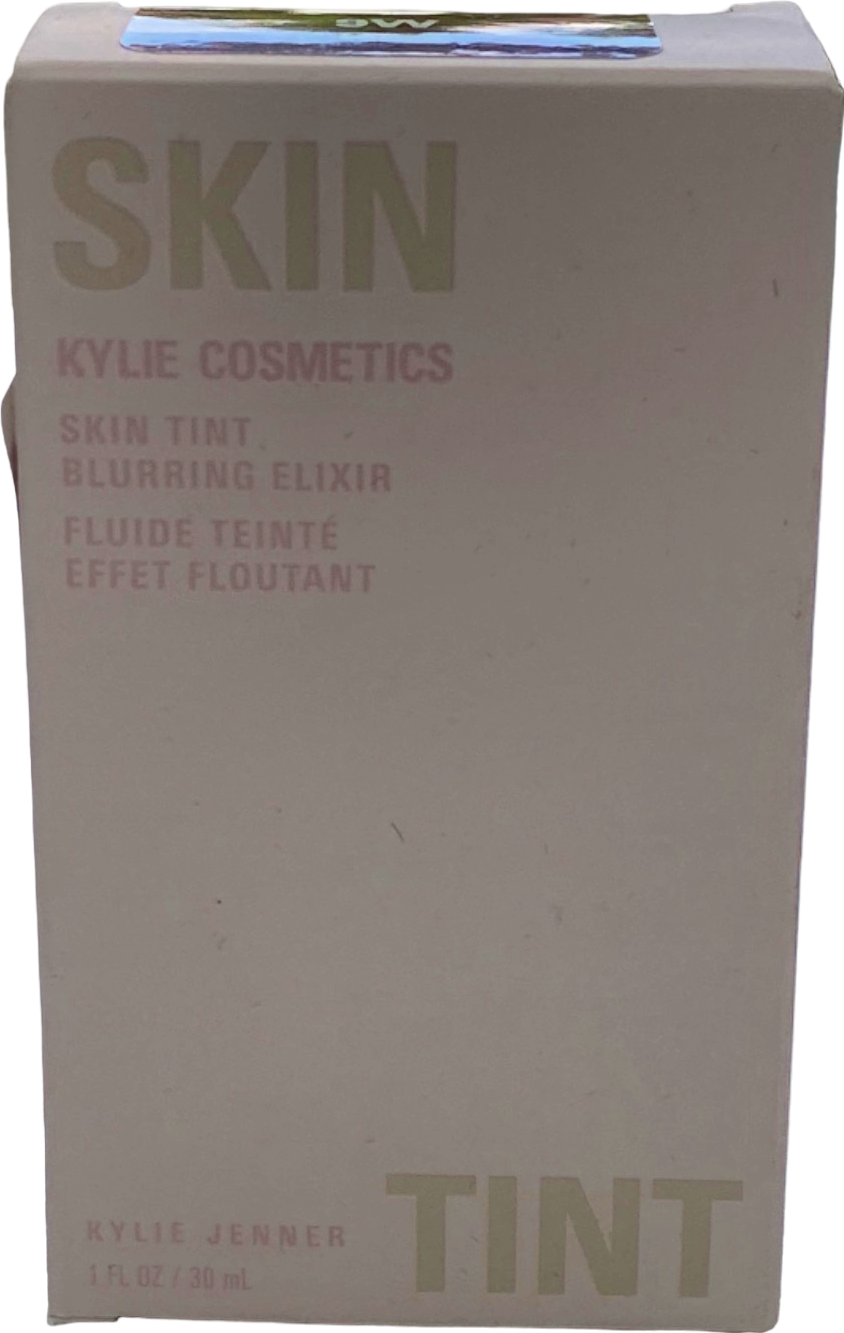 SKIN
KYLIE COSMETICS
SKIN TINT
BLURRING ELIXIR
FLUIDE TEINTÉ
EFFET FLOUTANT
TINT
KYLIE JENNER
1 FL OZ / 30 mL